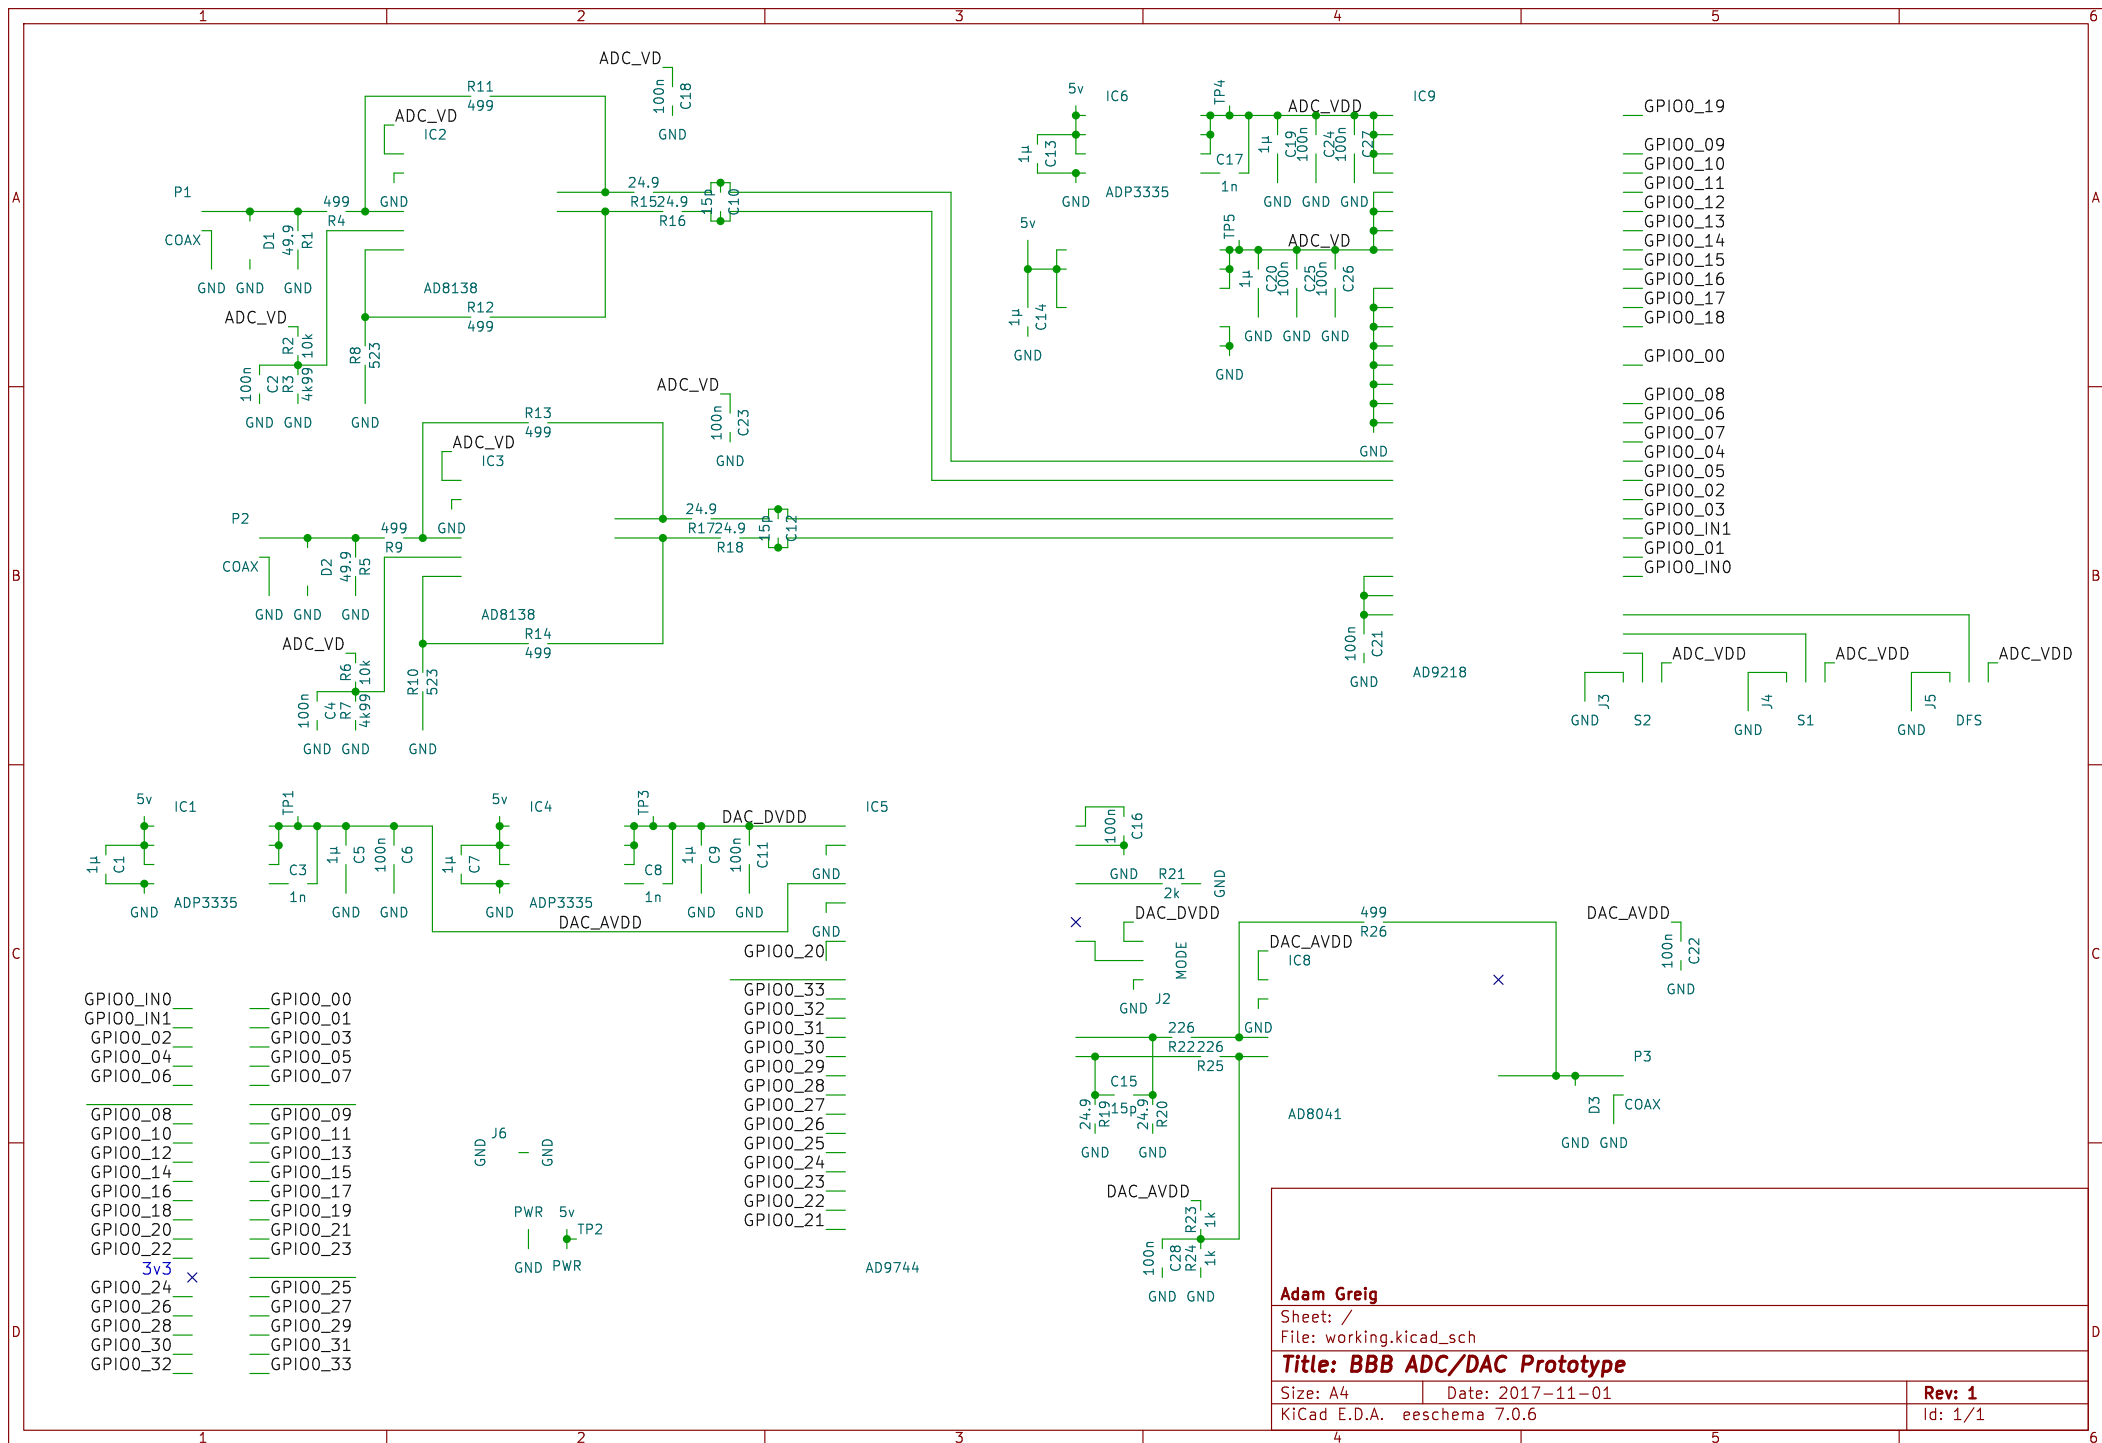 1 2 3 4 5 6
A
ADC_VD
100n
C18
GND
R11
499
ADC_VD
IC2
GND
P1
COAX
GND
D1
GND
49.9
R1
GND
499
R4
AD8138
R12
499
24.9
R15
24.9
R16
15p
C10
ADC_VD
R2
10k
100n
C2
R3
4k99
GND
GND
R8
523
GND
5v
IC6
1µ
C13
GND
ADP3335
TP4
C17
1n
ADC_VDD
1µ
C19
100n
C24
100n
C27
GND
GND
GND
5v
1µ
C14
GND
TP5
ADC_VD
1µ
C20
100n
C25
100n
C26
GND
GND
GND
GND
IC9
GND
AD9218
GPIO0_19
GPIO0_09
GPIO0_10
GPIO0_11
GPIO0_12
GPIO0_13
GPIO0_14
GPIO0_15
GPIO0_16
GPIO0_17
GPIO0_18
GPIO0_00
GPIO0_08
GPIO0_06
GPIO0_07
GPIO0_04
GPIO0_05
GPIO0_02
GPIO0_03
GPIO0_IN1
GPIO0_01
GPIO0_IN0
A
B
ADC_VD
100n
C23
GND
R13
499
ADC_VD
IC3
GND
P2
COAX
GND
D2
GND
49.9
R5
GND
499
R9
AD8138
R14
499
24.9
R17
24.9
R18
15p
C12
ADC_VD
R6
10k
100n
C4
R7
4k99
GND
GND
R10
523
GND
100n
C21
GND
GND
J3
S2
ADC_VDD
GND
J4
S1
ADC_VDD
GND
J5
DFS
ADC_VDD
B
C
5v
IC1
1µ
C1
GND
ADP3335
TP1
C3
1n
1µ
C5
100n
C6
GND
GND
5v
IC4
1µ
C7
GND
ADP3335
TP3
C8
1n
1µ
C9
100n
C11
GND
GND
DAC_DVDD
DAC_AVDD
IC5
GND
GND
GPIO0_20
GPIO0_33
GPIO0_32
GPIO0_31
GPIO0_30
GPIO0_29
GPIO0_28
GPIO0_27
GPIO0_26
GPIO0_25
GPIO0_24
GPIO0_23
GPIO0_22
GPIO0_21
AD9744
100n
C16
GND
R21
2k
GND
DAC_DVDD
MODE
J2
GND
226
R22
226
R25
C15
15p
24.9
R19
24.9
R20
GND
GND
499
R26
DAC_AVDD
IC8
GND
AD8041
DAC_AVDD
100n
C22
GND
P3
D3
COAX
GND
GND
DAC_AVDD
R23
1k
100n
C28
R24
1k
GND
GND
C
D
GPIO0_IN0
GPIO0_IN1
GPIO0_02
GPIO0_04
GPIO0_06
GPIO0_08
GPIO0_10
GPIO0_12
GPIO0_14
GPIO0_16
GPIO0_18
GPIO0_20
GPIO0_22
3v3
GPIO0_24
GPIO0_26
GPIO0_28
GPIO0_30
GPIO0_32
GPIO0_00
GPIO0_01
GPIO0_03
GPIO0_05
GPIO0_07
GPIO0_09
GPIO0_11
GPIO0_13
GPIO0_15
GPIO0_17
GPIO0_19
GPIO0_21
GPIO0_23
GPIO0_25
GPIO0_27
GPIO0_29
GPIO0_31
GPIO0_33
GND
J6
GND
PWR
5v
TP2
GND
PWR
Adam Greig
Sheet: /
File: working.kicad_sch
Title: BBB ADC/DAC Prototype
Size: A4 Date: 2017-11-01 Rev: 1
KiCad E.D.A. eeschema 7.0.6 Id: 1/1
D
1 2 3 4 5 6